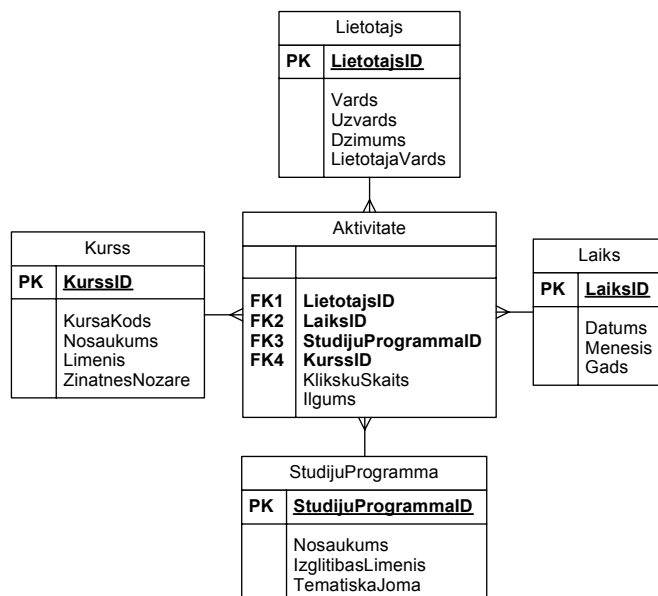 Lietotajs
PK LietotajsID
Vards
Uzvards
Dzimums
LietotajaVards
Aktivitate
FK1 LietotajsID
FK2 LaiksID
FK3 StudijuProgrammaID
FK4 KurssID
KlikskuSkaits
Ilgums
Kurss
PK KurssID
KursaKods
Nosaukums
Limenis
ZinatnesNozare
Laiks
PK LaiksID
Datums
Menesis
Gads
StudijuProgramma
PK StudijuProgrammaID
Nosaukums
IzglitibasLimenis
TematiskaJoma